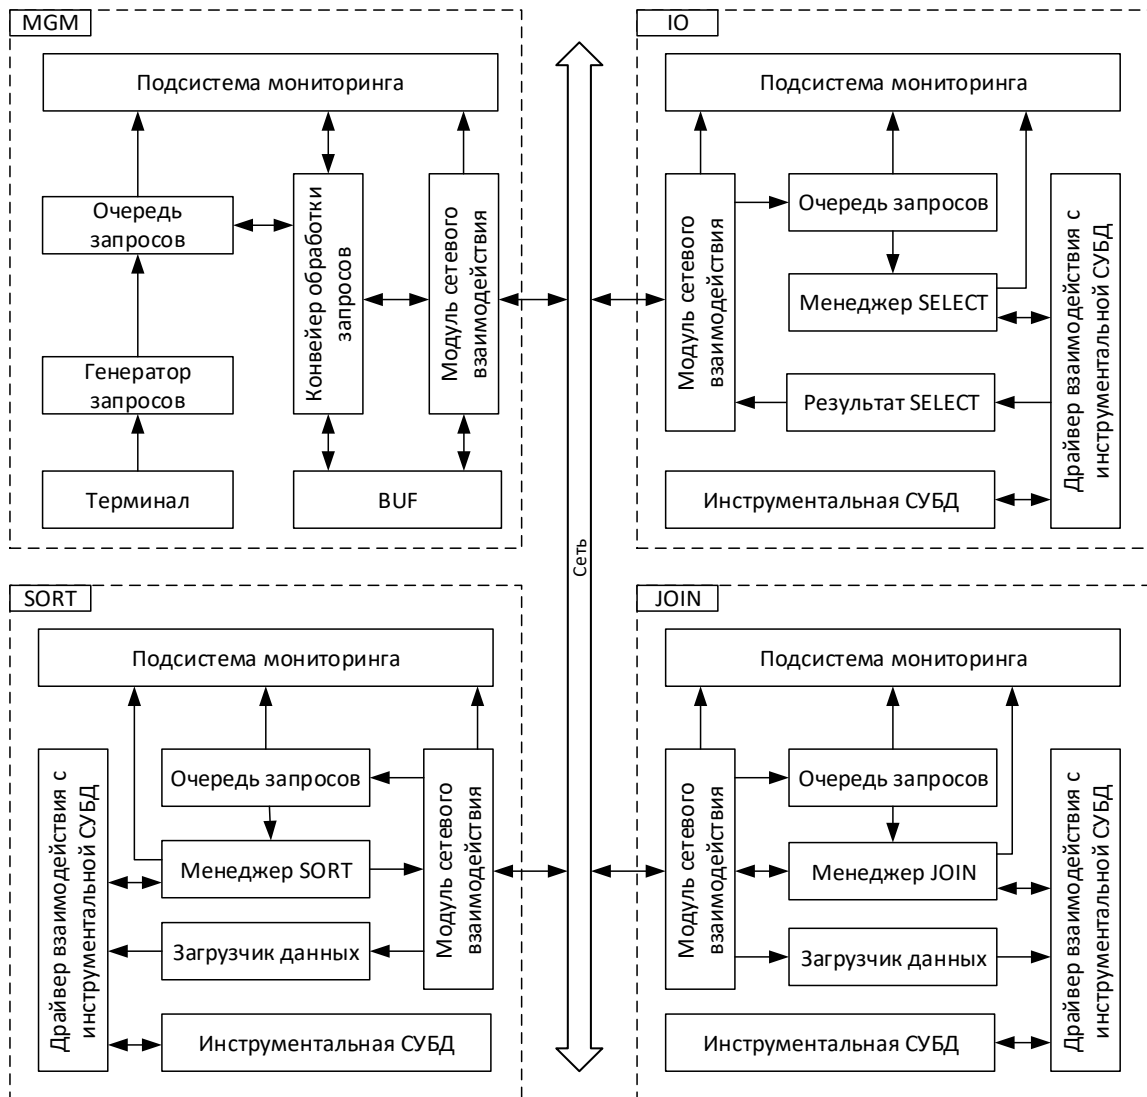 MGM
Подсистема мониторинга
Очередь
запросов
Конвейер обработки
запросов
Модуль сетевого
взаимодействия
Генератор
запросов
Терминал
BUF
Сеть
IO
Подсистема мониторинга
Модуль сетевого
взаимодействия
Очередь запросов
Менеджер SELECT
Результат SELECT
Инструментальная СУБД
Драйвер взаимодействия с
инструментальной СУБД
SORT
Подсистема мониторинга
Драйвер взаимодействия с
инструментальной СУБД
Очередь запросов
Менеджер SORT
Загрузчик данных
Инструментальная СУБД
Модуль сетевого
взаимодействия
JOIN
Подсистема мониторинга
Модуль сетевого
взаимодействия
Очередь запросов
Менеджер JOIN
Загрузчик данных
Инструментальная СУБД
Драйвер взаимодействия с
инструментальной СУБД